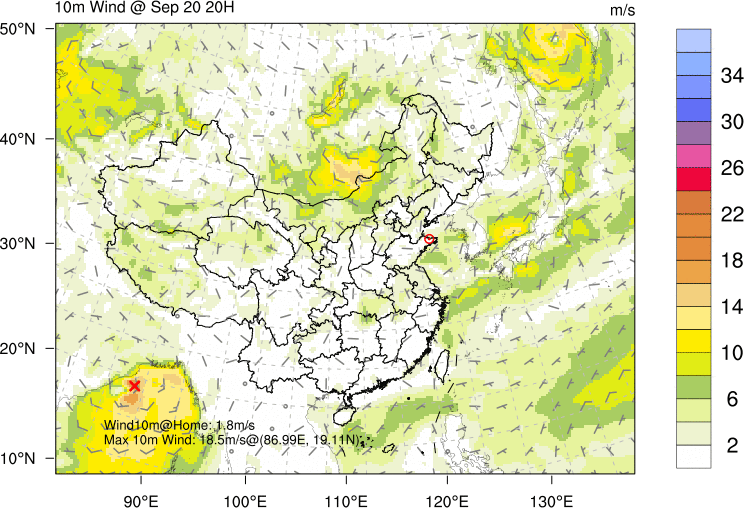 10m Wind @ Sep 20 20H
m/s
50°N
40°N
30°N
20°N
10°N
34
30
26
22
18
14
10
6
2
Wind10m@Home: 1.8m/s
Max 10m Wind: 18.5m/s@(86.99E, 19.11N)
90°E
100°E
110°E
120°E
130°E